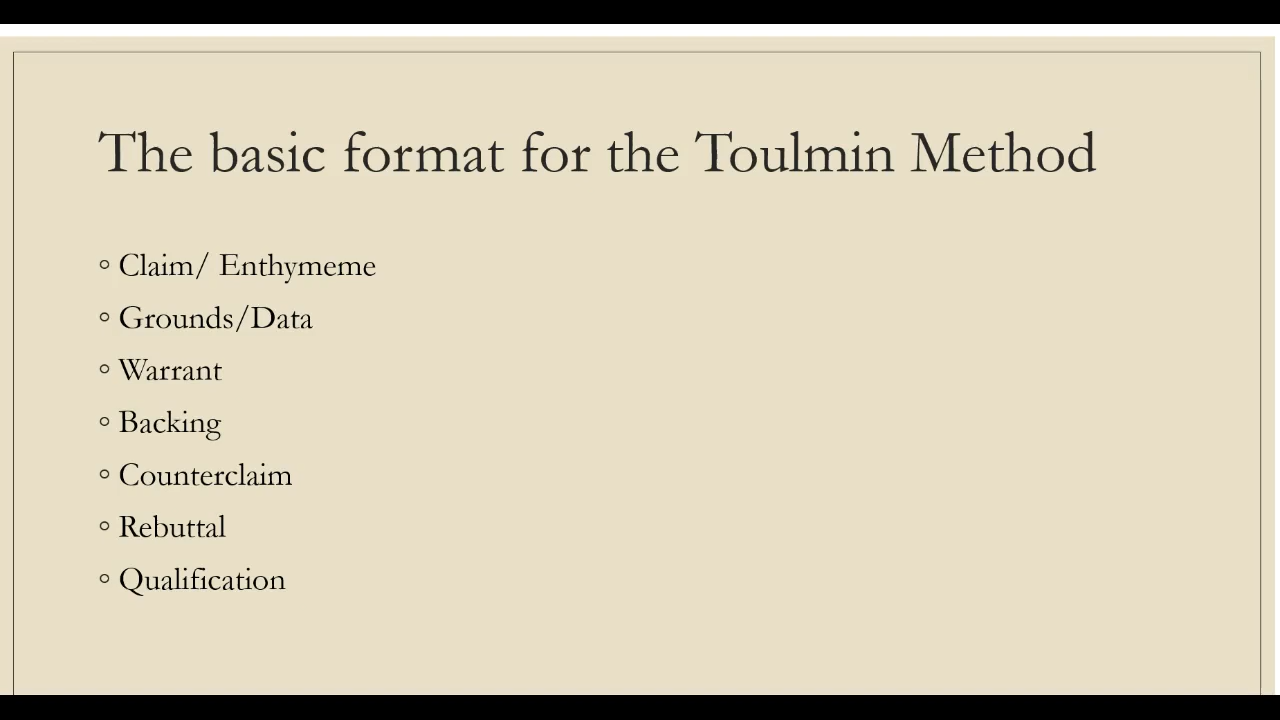 The basic format for the Toulmin Method
◦ Claim/ Enthymeme
◦ Grounds/Data
◦ Warrant
◦ Backing
◦ Counterclaim
◦ Rebuttal
◦ Qualification